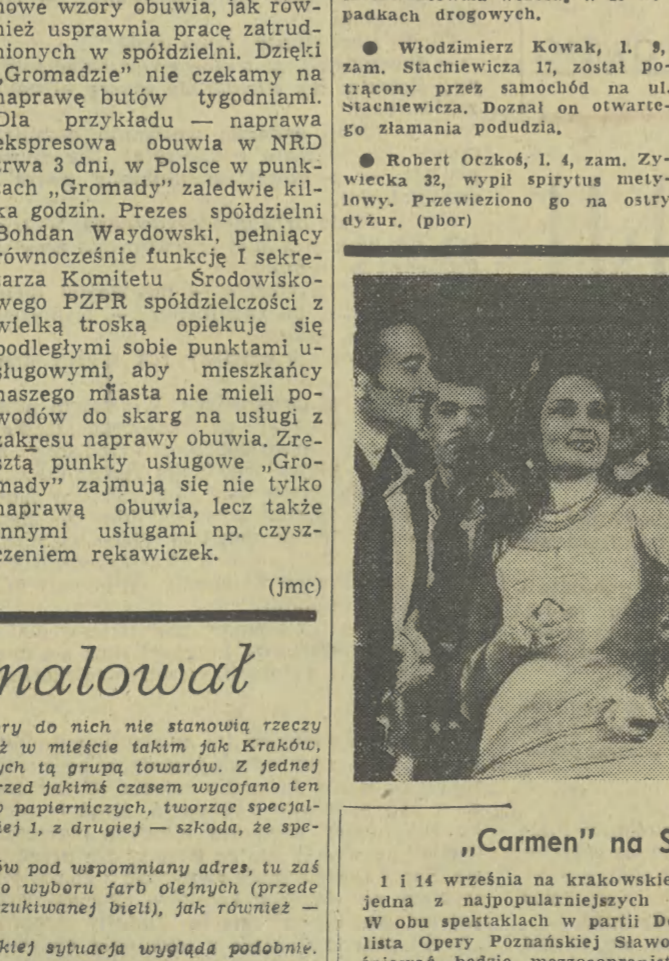 nowe wzory obuwia, jak rów-
nież usprawnia pracę zatrud-
nionych w spółdzielni. Dzięki
„Gromadzie” nie czekamy na
naprawę butów tygodniami.
Dla przykładu — naprawa
ekspresowa obuwia w NRD
trwa 3 dni, w Polsce w punk-
tach „Gromady” zaledwie kil-
ka godzin. Prezes spółdzielni
Bohdan Waydowski, pełniący
równocześnie funkcję I sekre-
tarza Komitetu Środowisko-
wego PZPR spółdzielczości z
wielką troską opiekuje się
podległymi sobie punktami u-
sługowymi, aby mieszkańcy
naszego miasta nie mieli po-
wodów do skarg na usługi z
zakresu naprawy obuwia. Zre-
sztą punkty usługowe „Gro-
mady” zajmują się nie tylko
naprawą obuwia, lecz także
innymi usługami np. czysz-
czeniem rękawiczek.
(jmc)
malował
ry do nich nie stanowią rzeczy
ż w mieście takim jak Kraków,
ych tą grupą towarów. Z jednej
rzed jakimś czasem wycofano ten
papierniczych, tworząc specjal-
iej 1, z drugiej — szkoda, że spe-
ów pod wspomniany adres, tu zaś
o wyboru farb olejnych (przede
zukiwanej bieli), jak również —
kiej sytuacja wygląda podobnie.
padkach drogowych.
● Włodzimierz Kowak, l. 9,
zam. Stachiewicza 17, został po-
trącony przez samochód na ul.
Stachiewicza. Doznał on otwarte-
go złamania podudzia.
● Robert Oczkoś, l. 4, zam. Zy-
wiecka 32, wypił spirytus mety-
lowy. Przewieziono go na ostry
dyżur. (pbor)
„Carmen” na S
1 i 14 września na krakowskie
jedna z najpopularniejszych
W obu spektaklach w partii D
lista Opery Poznańskiej Sławo